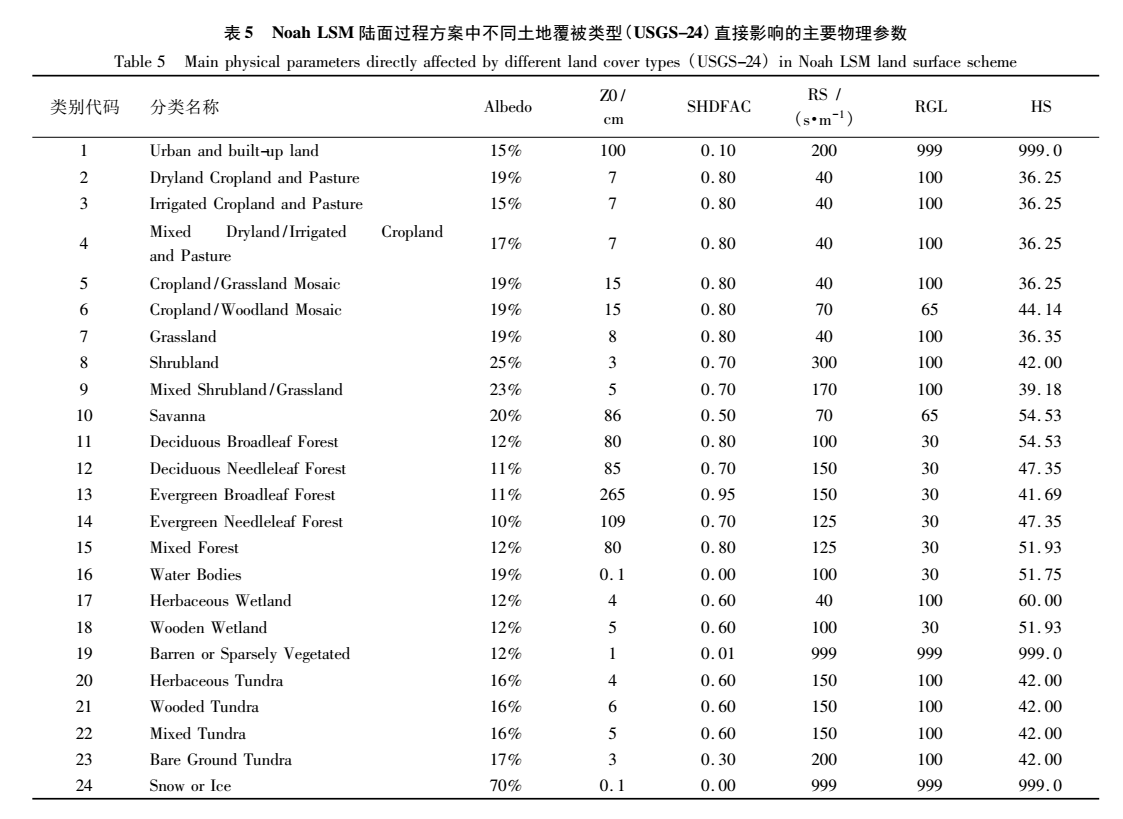 表 5 Noah LSM 陆面过程方案中不同土地覆被类型(USGS-24)直接影响的主要物理参数
Table 5 Main physical parameters directly affected by different land cover types (USGS-24) in Noah LSM land surface scheme
类别代码 分类名称 Albedo Z0/ cm SHDFAC RS / (s•m⁻¹) RGL HS
1 Urban and built-up land 15% 100 0.10 200 999 999.0
2 Dryland Cropland and Pasture 19% 7 0.80 40 100 36.25
3 Irrigated Cropland and Pasture 15% 7 0.80 40 100 36.25
4 Mixed Dryland/Irrigated Cropland
and Pasture 17% 7 0.80 40 100 36.25
5 Cropland/Grassland Mosaic 19% 15 0.80 40 100 36.25
6 Cropland/Woodland Mosaic 19% 15 0.80 70 65 44.14
7 Grassland 19% 8 0.80 40 100 36.35
8 Shrubland 25% 3 0.70 300 100 42.00
9 Mixed Shrubland/Grassland 23% 5 0.70 170 100 39.18
10 Savanna 20% 86 0.50 70 65 54.53
11 Deciduous Broadleaf Forest 12% 80 0.80 100 30 54.53
12 Deciduous Needleleaf Forest 11% 85 0.70 150 30 47.35
13 Evergreen Broadleaf Forest 11% 265 0.95 150 30 41.69
14 Evergreen Needleleaf Forest 10% 109 0.70 125 30 47.35
15 Mixed Forest 12% 80 0.80 125 30 51.93
16 Water Bodies 19% 0.1 0.00 100 30 51.75
17 Herbaceous Wetland 12% 4 0.60 40 100 60.00
18 Wooden Wetland 12% 5 0.60 100 30 51.93
19 Barren or Sparsely Vegetated 12% 1 0.01 999 999 999.0
20 Herbaceous Tundra 16% 4 0.60 150 100 42.00
21 Wooded Tundra 16% 6 0.60 150 100 42.00
22 Mixed Tundra 16% 5 0.60 150 100 42.00
23 Bare Ground Tundra 17% 3 0.30 200 100 42.00
24 Snow or Ice 70% 0.1 0.00 999 999 999.0